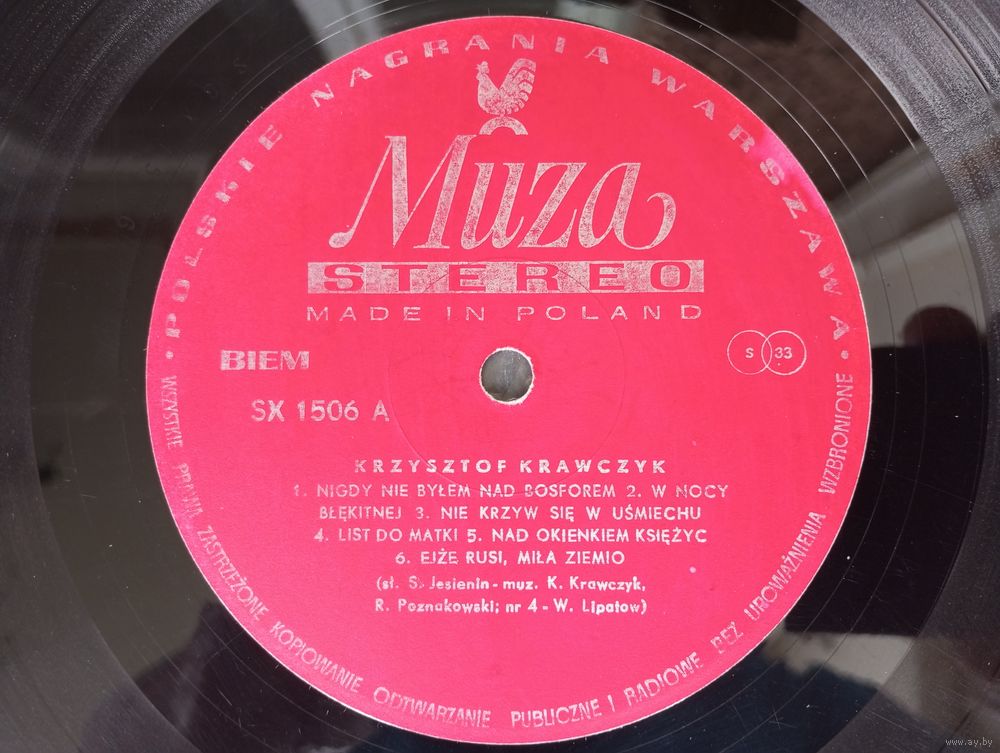 POLSKIE NAGRANIA WARSZAWA
Muza
STEREO
MADE IN POLAND
BIEM
S 33
SX 1506 A
KRZYSZTOF KRAWCZYK
1. NIGDY NIE BYŁEM NAD BOSFOREM 2. W NOCY
BŁĘKITNEJ 3. NIE KRZYW SIĘ W UŚMIECHU
4. LIST DO MATKI 5. NAD OKIENKIEM KSIĘŻYC
6. EJŻE RUSI, MIŁA ZIEMIO
(sł. S. Jesienin - muz. K. Krawczyk,
R. Poznakowski; nr 4 - W. Lipatow)
WSZYSTKIE PRAWA ZASTRZEŻONE KOPIOWANIE ODTWARZANIE PUBLICZNE I RADIOWE BEZ UPOWAŻNIENIA WZBRONIONE
www.ay.by